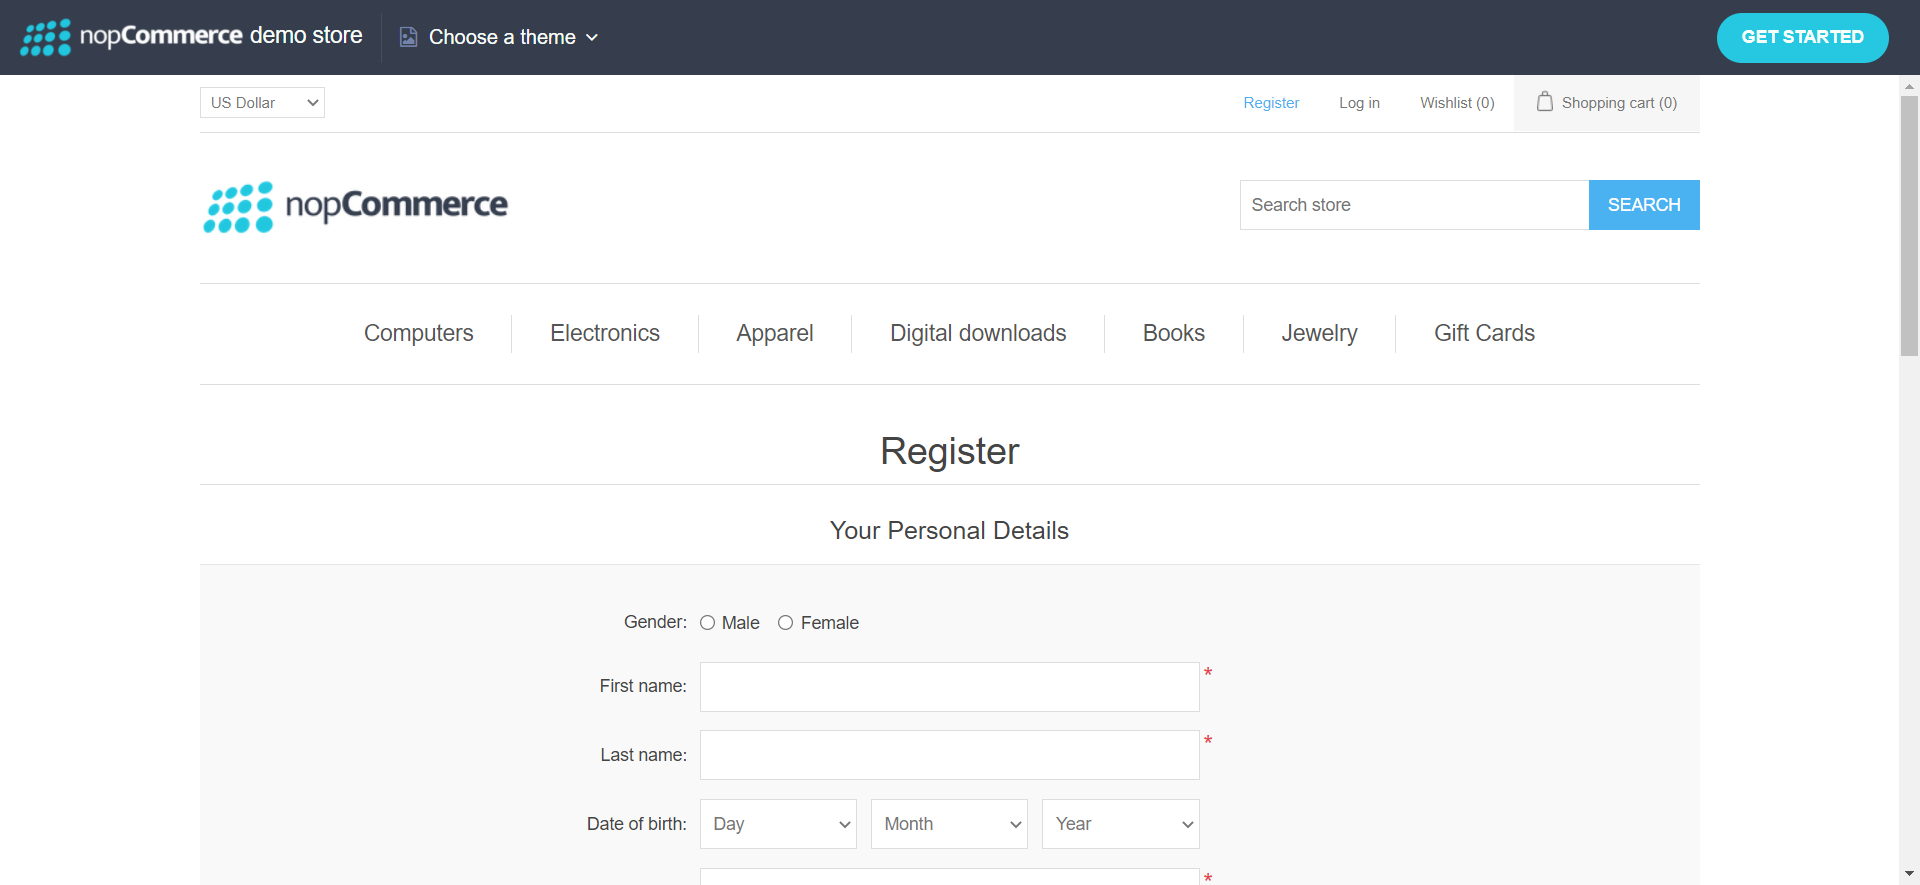 nopCommerce demo store
Choose a theme
GET STARTED
US Dollar
Register
Log in
Wishlist (0)
Shopping cart (0)
nopCommerce
Search store
SEARCH
Computers
Electronics
Apparel
Digital downloads
Books
Jewelry
Gift Cards
Register
Your Personal Details
Gender:
Male
Female
First name:
*
Last name:
*
Date of birth:
Day
Month
Year
*